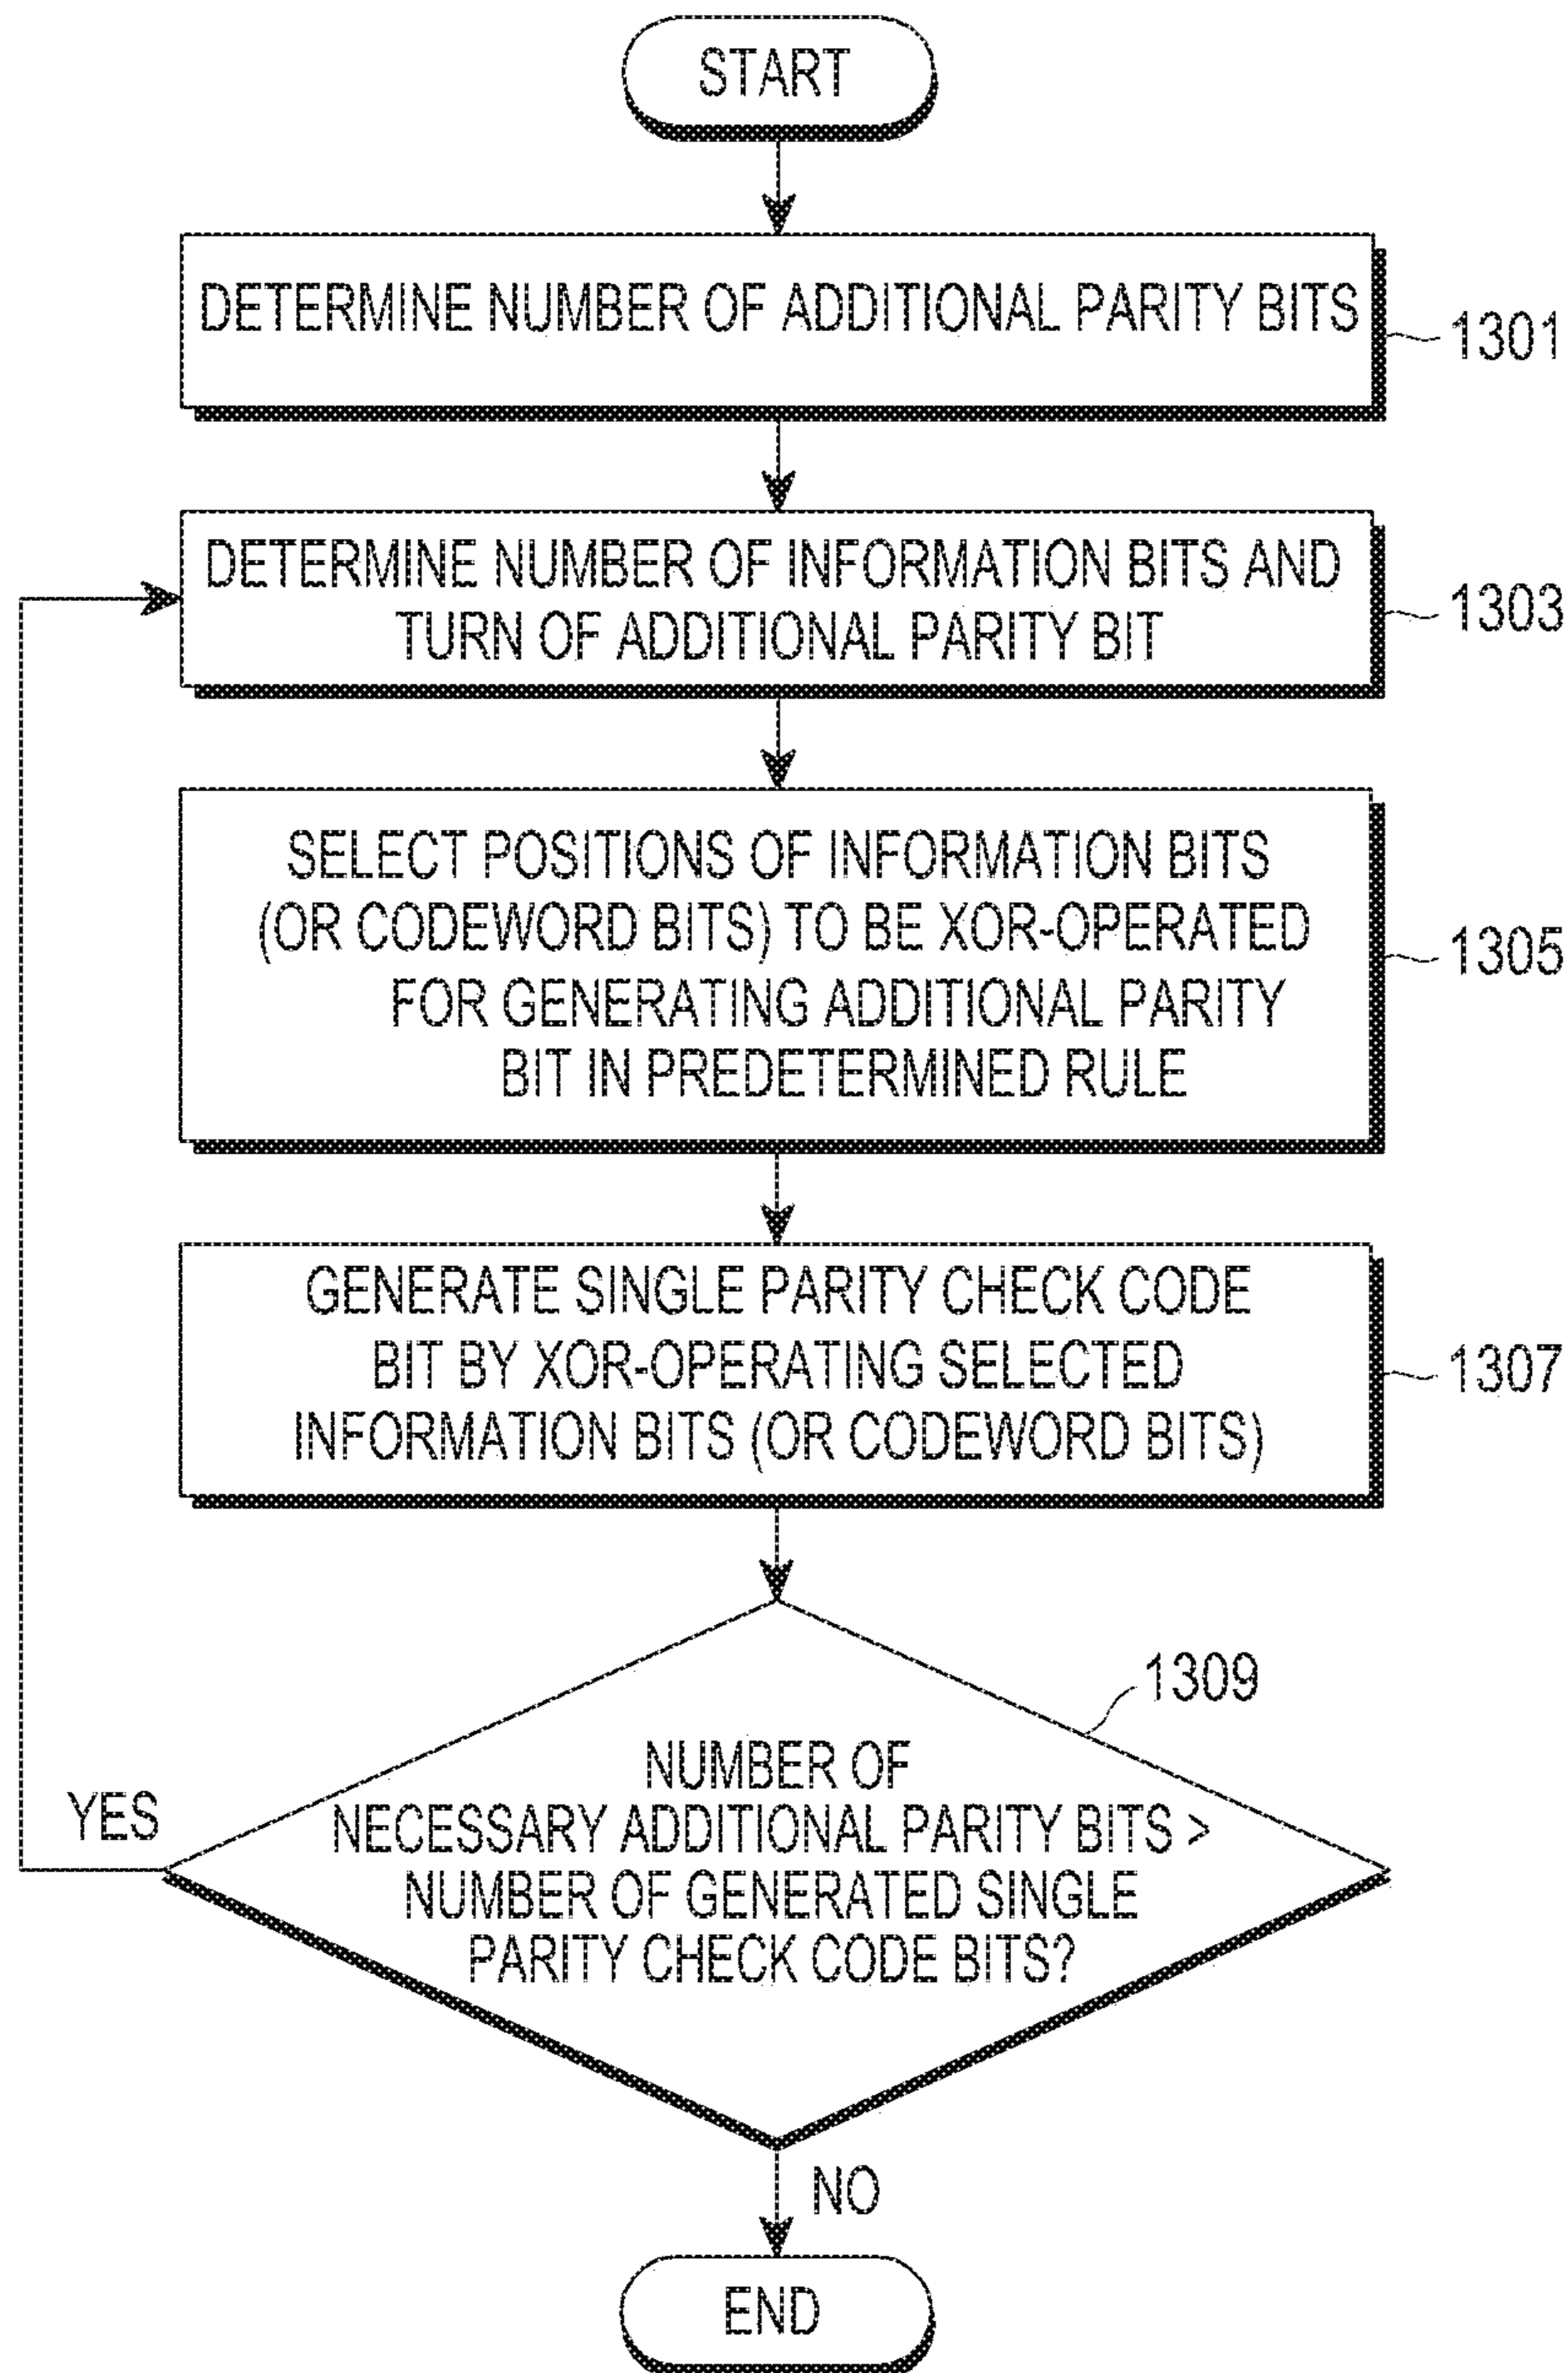 START
DETERMINE NUMBER OF ADDITIONAL PARITY BITS
1301
DETERMINE NUMBER OF INFORMATION BITS AND
TURN OF ADDITIONAL PARITY BIT
1303
SELECT POSITIONS OF INFORMATION BITS
(OR CODEWORD BITS) TO BE XOR-OPERATED
FOR GENERATING ADDITIONAL PARITY
BIT IN PREDETERMINED RULE
1305
GENERATE SINGLE PARITY CHECK CODE
BIT BY XOR-OPERATING SELECTED
INFORMATION BITS (OR CODEWORD BITS)
1307
1309
NUMBER OF
NECESSARY ADDITIONAL PARITY BITS >
NUMBER OF GENERATED SINGLE
PARITY CHECK CODE BITS?
YES
NO
END